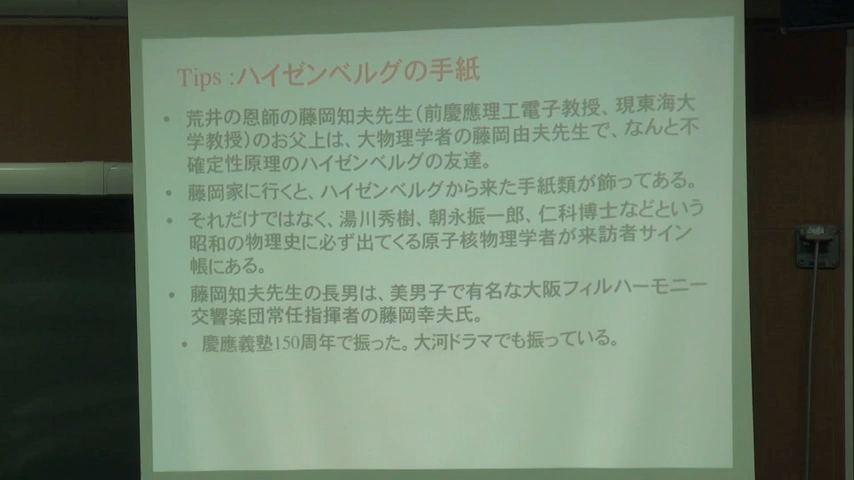 Tips :ハイゼンベルグの手紙
• 荒井の恩師の藤岡知夫先生(前慶應理工電子教授、現東海大
学教授)のお父上は、大物理学者の藤岡由夫先生で、なんと不
確定性原理のハイゼンベルグの友達。
• 藤岡家に行くと、ハイゼンベルグから来た手紙類が飾ってある。
• それだけではなく、湯川秀樹、朝永振一郎、仁科博士などという
昭和の物理史に必ず出てくる原子核物理学者が来訪者サイン
帳にある。
• 藤岡知夫先生の長男は、美男子で有名な大阪フィルハーモニー
交響楽団常任指揮者の藤岡幸夫氏。
• 慶應義塾150周年で振った。大河ドラマでも振っている。